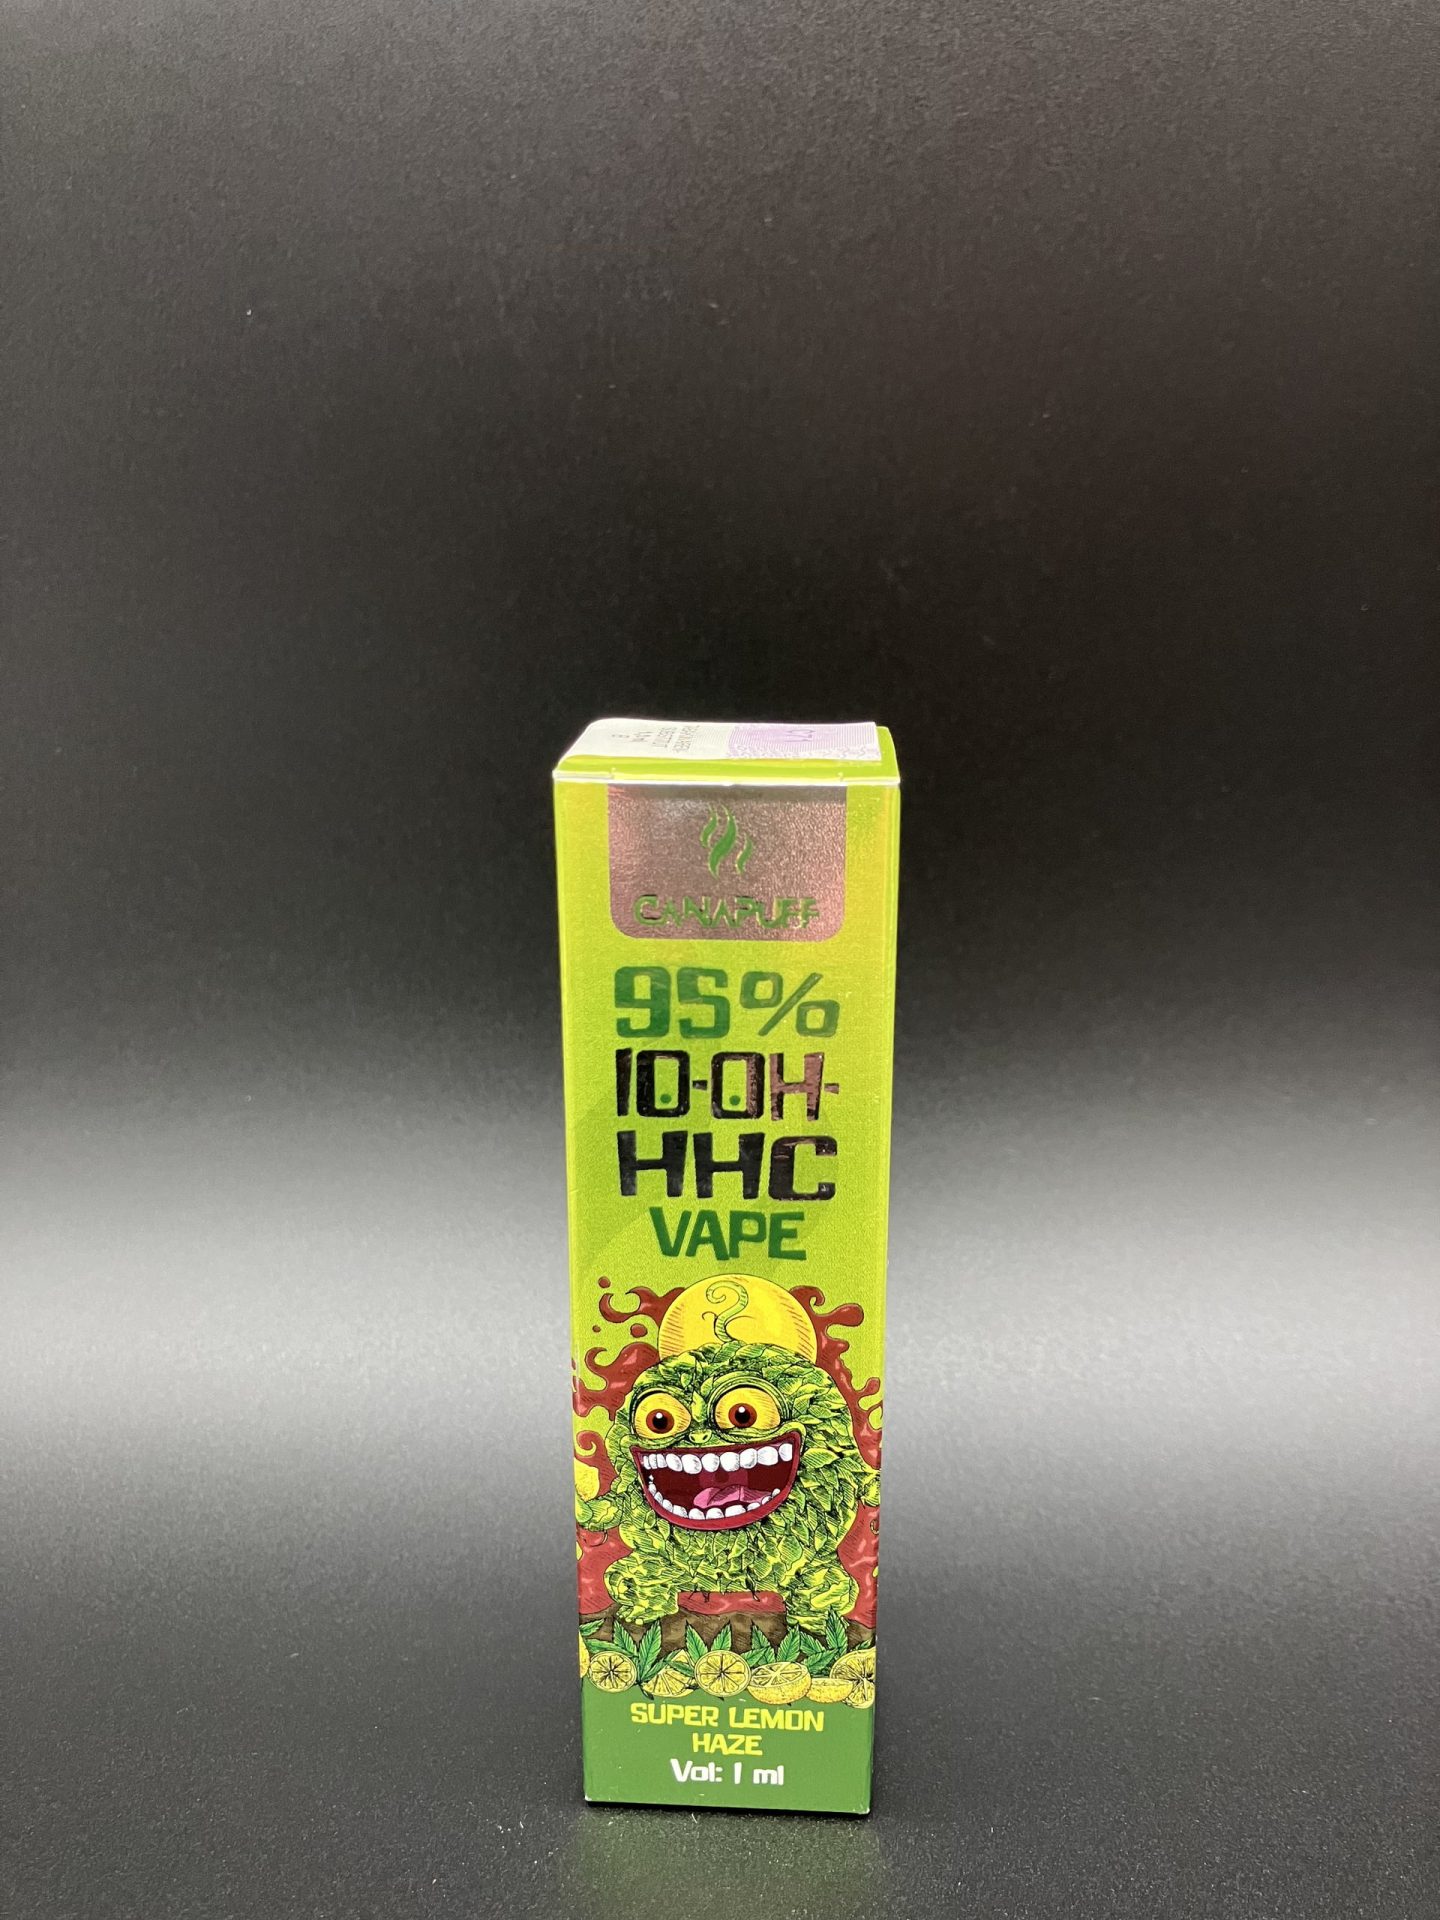 CANAPUFF
95%
10-OH-
HHC
VAPE
SUPER LEMON
HAZE
Vol: 1 ml